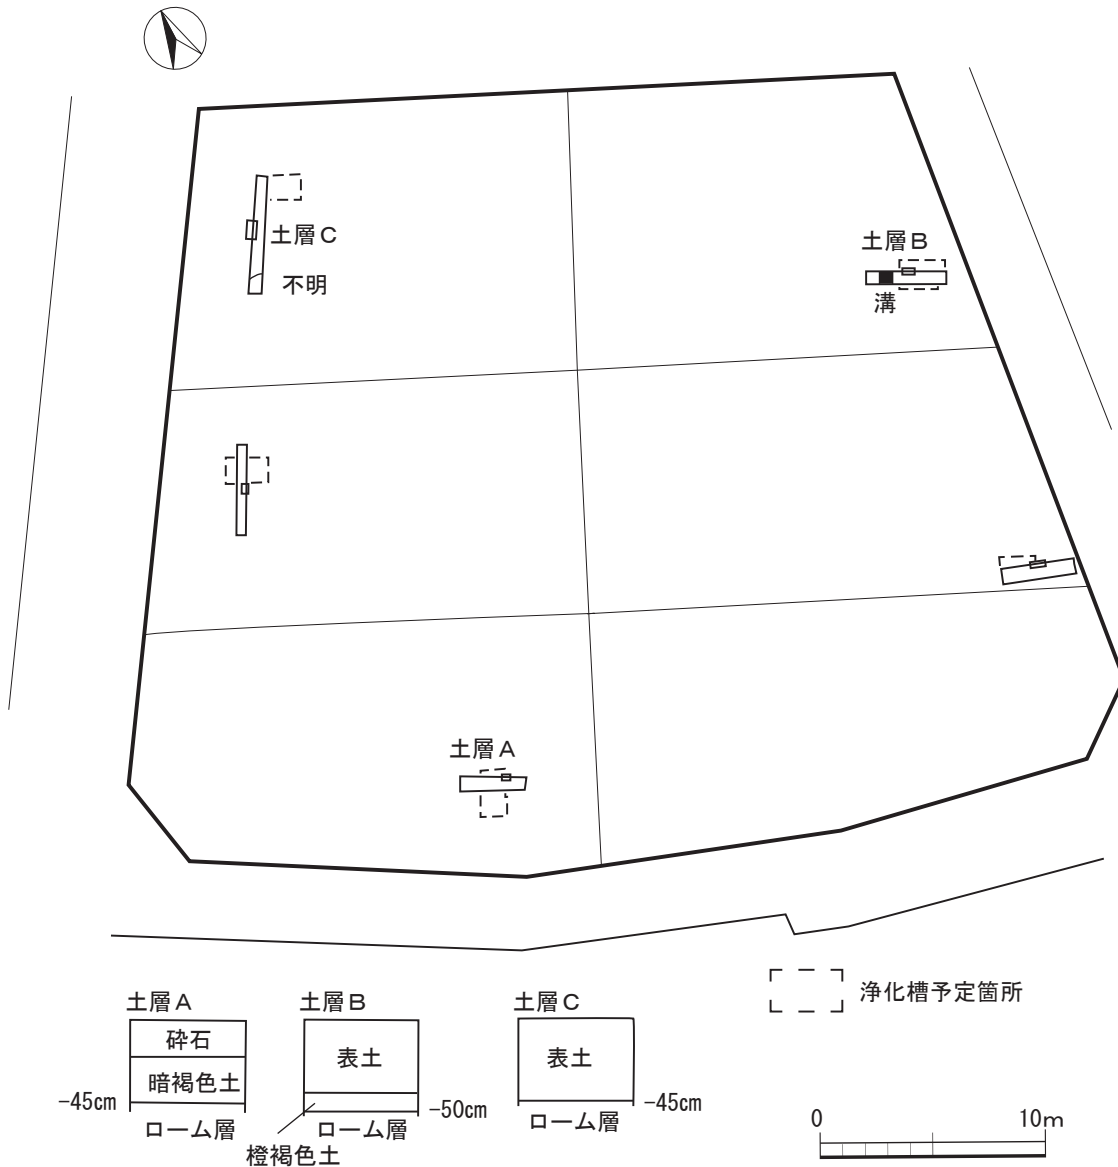 土層C
不明
土層B
溝
土層A
浄化槽予定箇所
土層A
砕石
暗褐色土
-45cm
ローム層
土層B
表土
-50cm
ローム層
橙褐色土
土層C
表土
-45cm
ローム層
0
10m